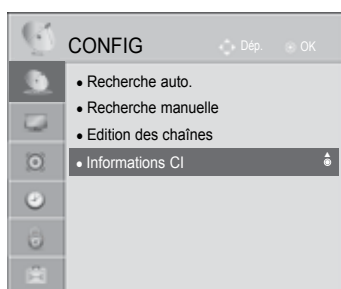 CONFIG
Dép.
OK
• Recherche auto.
• Recherche manuelle
• Edition des chaînes
• Informations CI